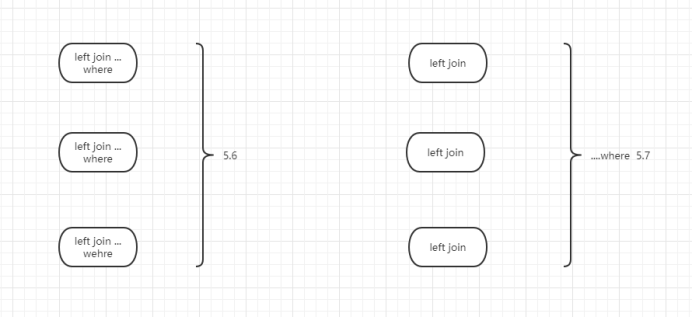 left join ...
where
left join ...
where
left join ...
wehre
5.6
left join
left join
left join
....where 5.7